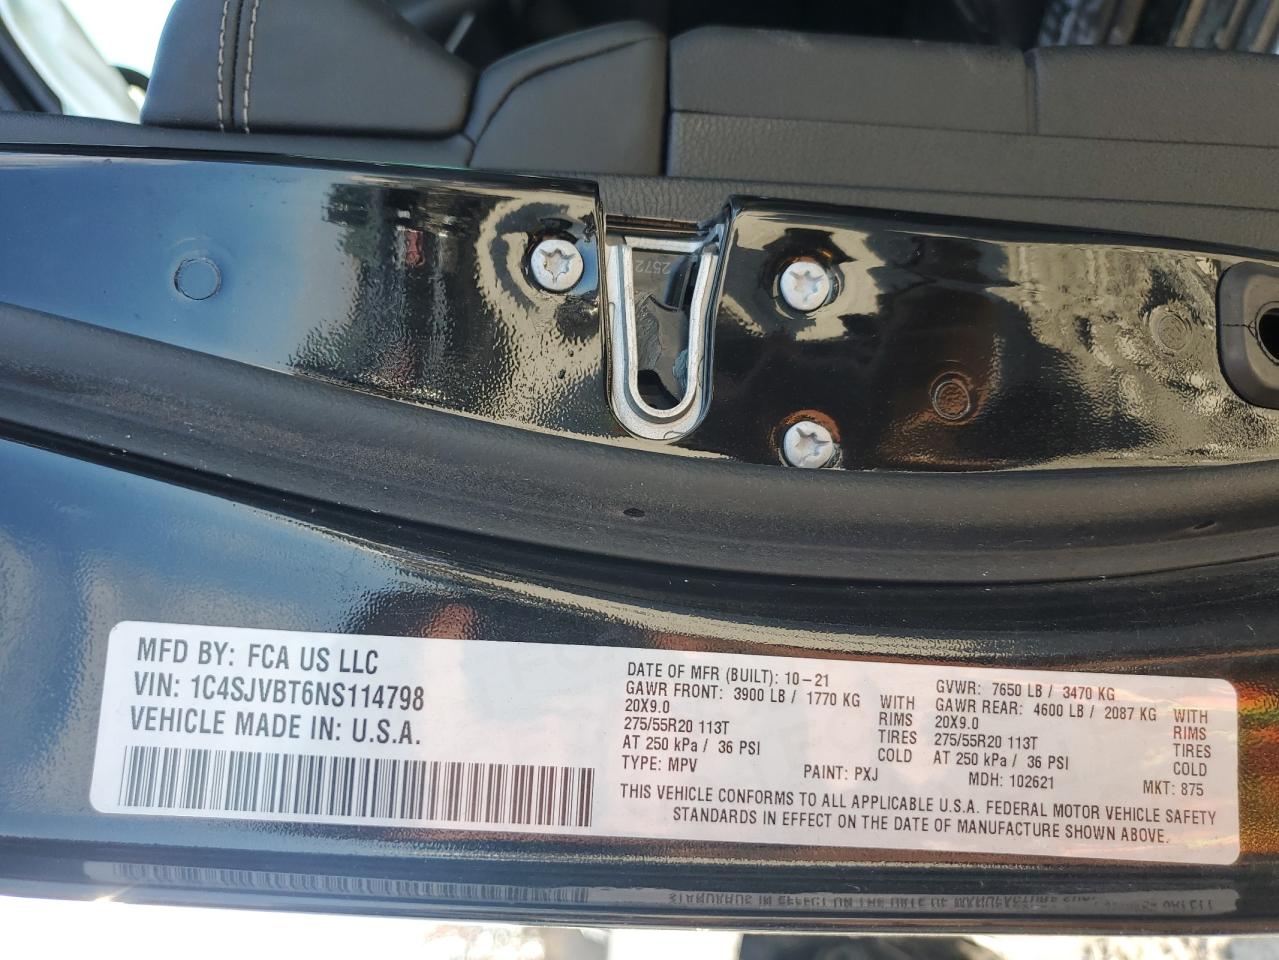 2572
MFD BY: FCA US LLC
VIN: 1C4SJVBT6NS114798
VEHICLE MADE IN: U.S.A.
DATE OF MFR (BUILT): 10-21
GAWR FRONT: 3900 LB / 1770 KG WITH
20X9.0 RIMS
275/55R20 113T TIRES
AT 250 kPa / 36 PSI COLD
TYPE: MPV PAINT: PXJ
GVWR: 7650 LB / 3470 KG
GAWR REAR: 4600 LB / 2087 KG WITH
20X9.0 RIMS
275/55R20 113T TIRES
AT 250 kPa / 36 PSI COLD
MDH: 102621 MKT: 875
THIS VEHICLE CONFORMS TO ALL APPLICABLE U.S.A. FEDERAL MOTOR VEHICLE SAFETY
STANDARDS IN EFFECT ON THE DATE OF MANUFACTURE SHOWN ABOVE.